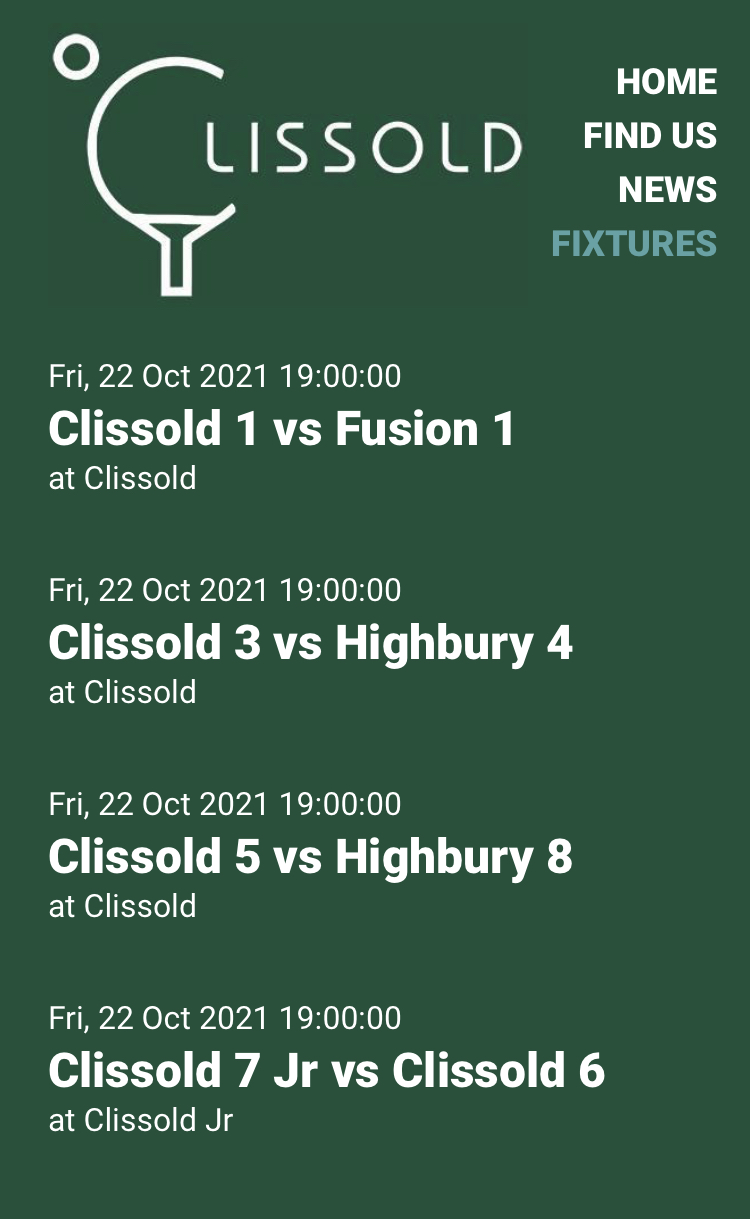 CLISSOLD
HOME
FIND US
NEWS
FIXTURES
Fri, 22 Oct 2021 19:00:00
Clissold 1 vs Fusion 1
at Clissold
Fri, 22 Oct 2021 19:00:00
Clissold 3 vs Highbury 4
at Clissold
Fri, 22 Oct 2021 19:00:00
Clissold 5 vs Highbury 8
at Clissold
Fri, 22 Oct 2021 19:00:00
Clissold 7 Jr vs Clissold 6
at Clissold Jr